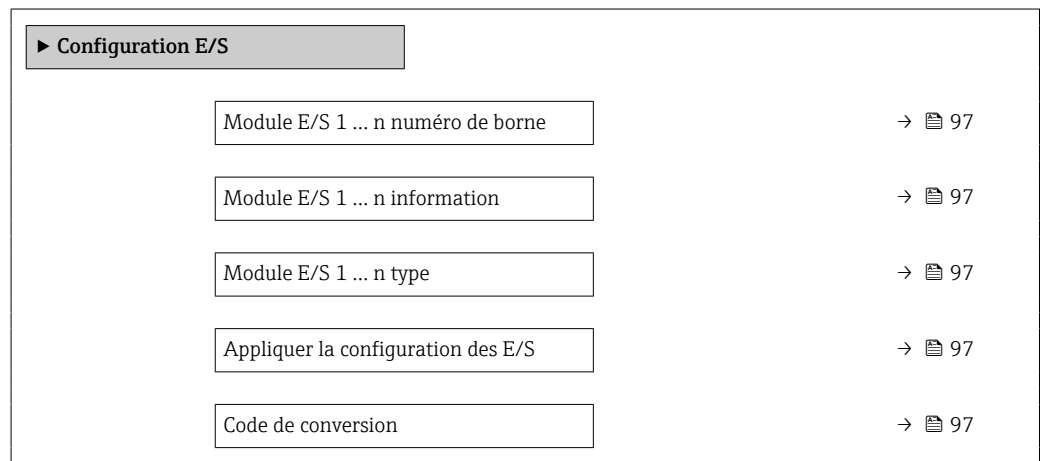 ▶ Configuration E/S
Module E/S 1 … n numéro de borne → 97
Module E/S 1 … n information → 97
Module E/S 1 … n type → 97
Appliquer la configuration des E/S → 97
Code de conversion → 97